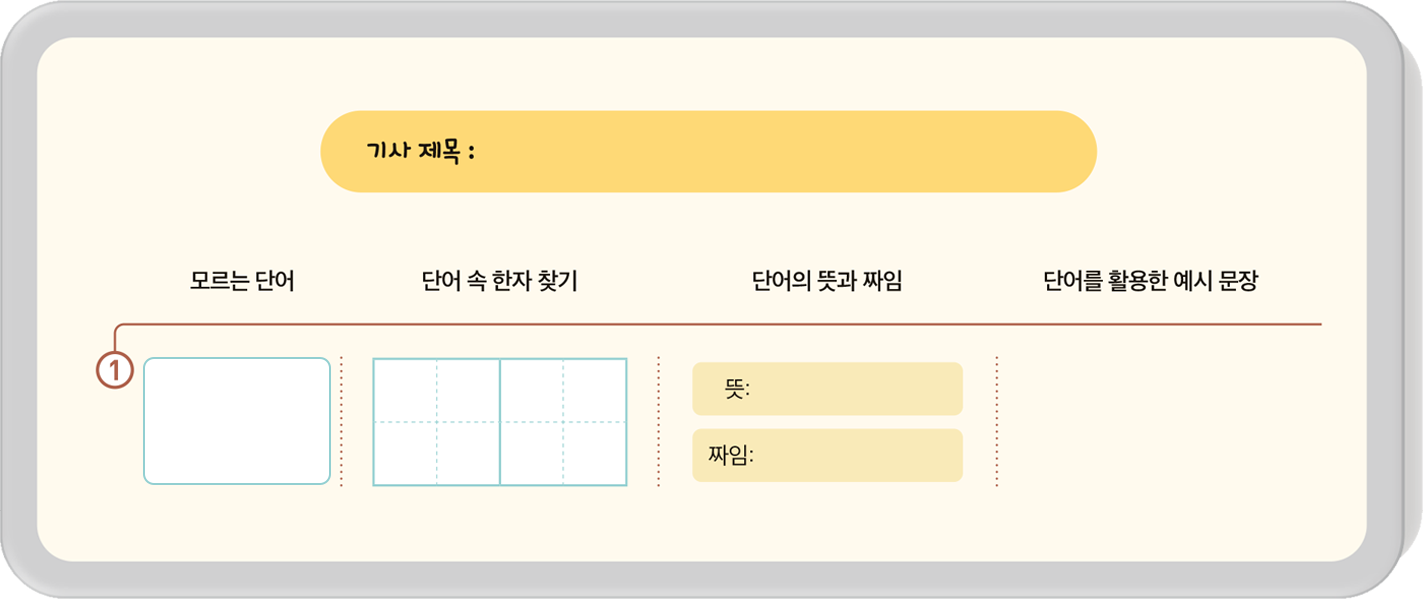 기사 제목 :
모르는 단어 단어 속 한자 찾기 단어의 뜻과 짜임 단어를 활용한 예시 문장
1
뜻:
짜임: